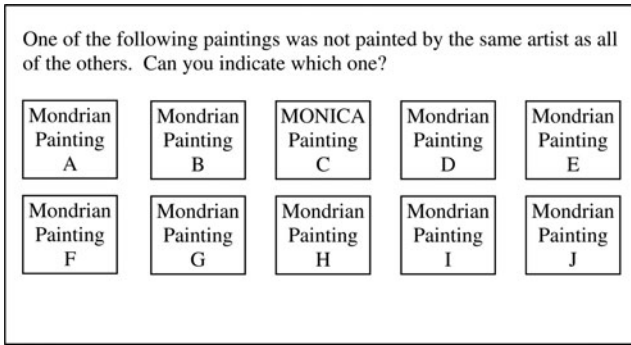 One of the following paintings was not painted by the same artist as all
of the others.  Can you indicate which one?
Mondrian
Painting
A
Mondrian
Painting
B
MONICA
Painting
C
Mondrian
Painting
D
Mondrian
Painting
E
Mondrian
Painting
F
Mondrian
Painting
G
Mondrian
Painting
H
Mondrian
Painting
I
Mondrian
Painting
J